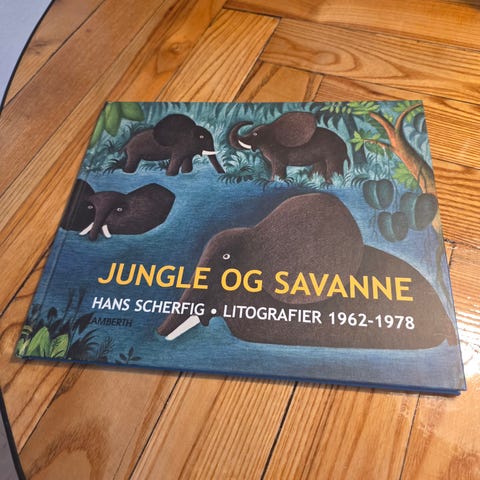 JUNGLE OG SAVANNE
HANS SCHERFIG • LITOGRAFIER 1962-1978
AMBERTH